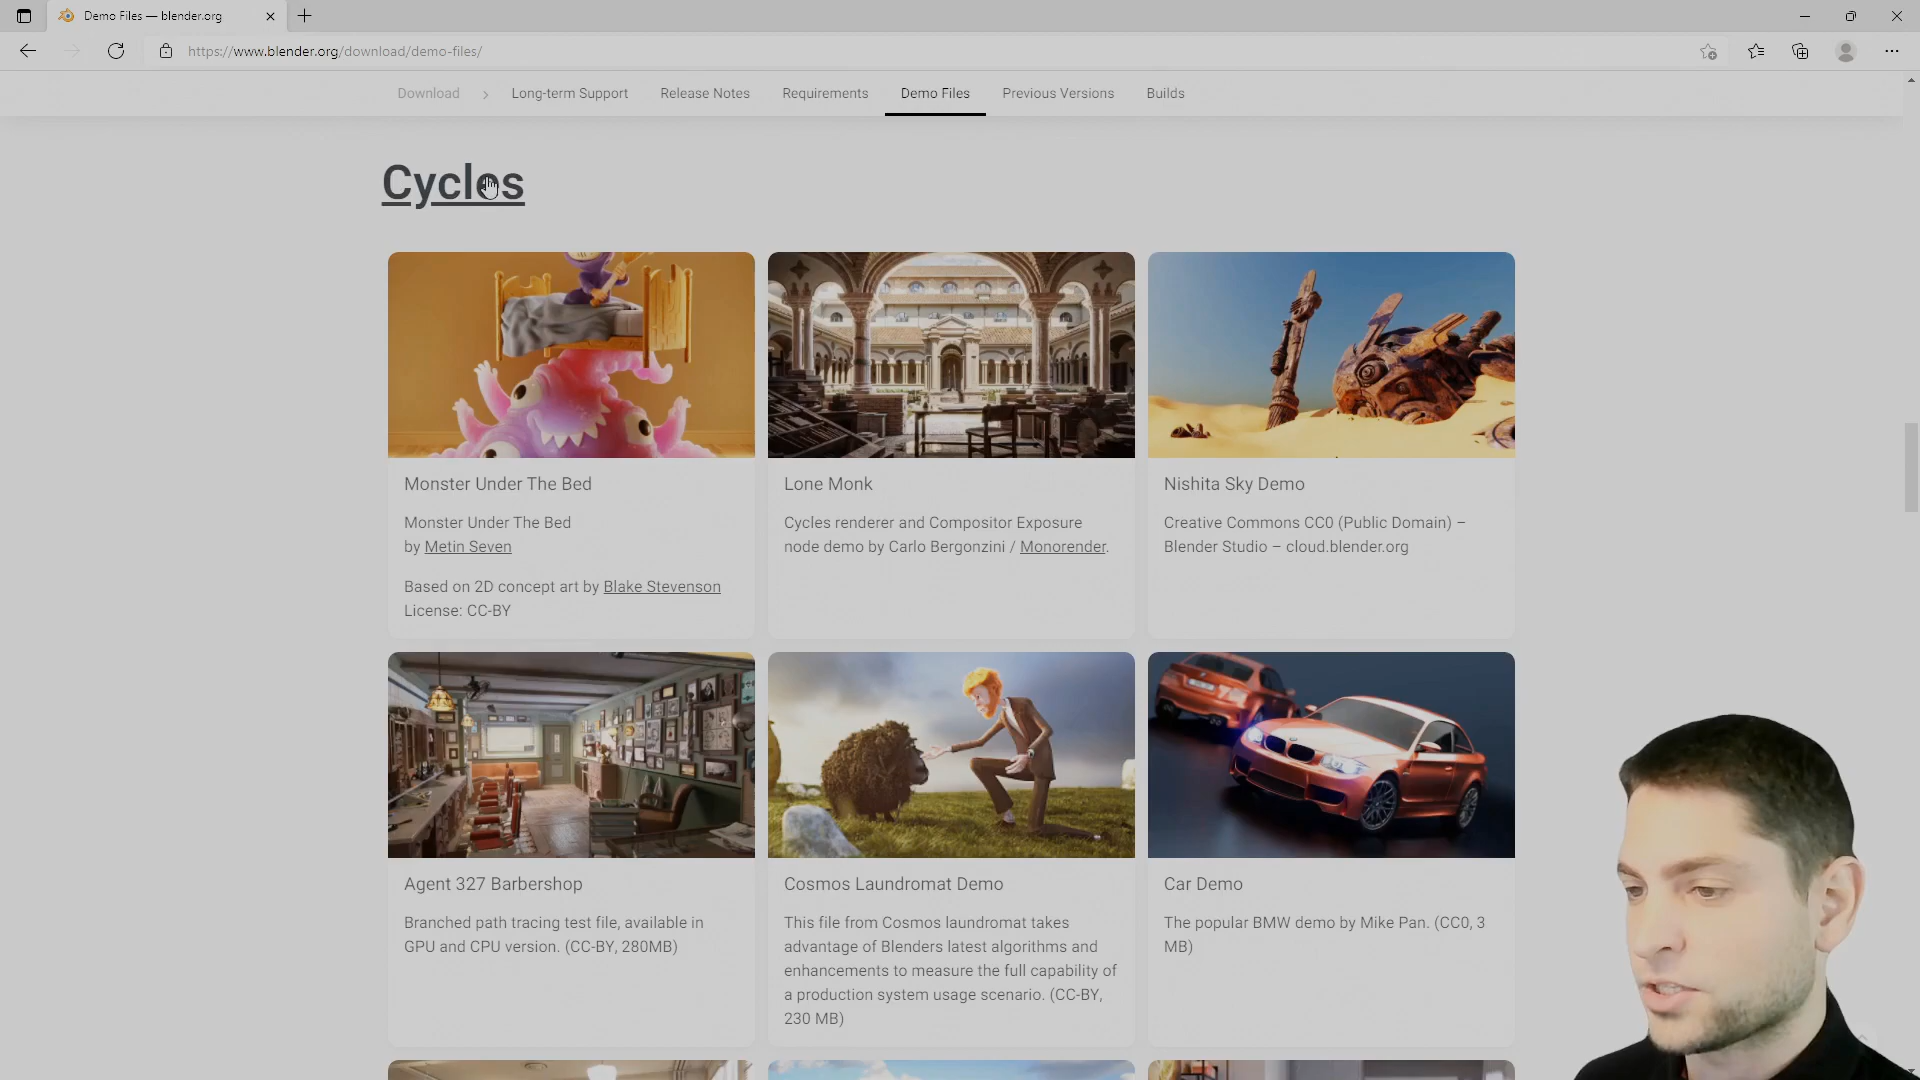 Demo Files — blender.org
https://www.blender.org/download/demo-files/
Download > Long-term Support Release Notes Requirements Demo Files Previous Versions Builds
Cycles
Monster Under The Bed
Monster Under The Bed
by Metin Seven
Based on 2D concept art by Blake Stevenson
License: CC-BY
Lone Monk
Cycles renderer and Compositor Exposure
node demo by Carlo Bergonzini / Monorender.
Nishita Sky Demo
Creative Commons CC0 (Public Domain) –
Blender Studio – cloud.blender.org
Agent 327 Barbershop
Branched path tracing test file, available in
GPU and CPU version. (CC-BY, 280MB)
Cosmos Laundromat Demo
This file from Cosmos laundromat takes
advantage of Blenders latest algorithms and
enhancements to measure the full capability of
a production system usage scenario. (CC-BY,
230 MB)
Car Demo
The popular BMW demo by Mike Pan. (CC0, 3
MB)